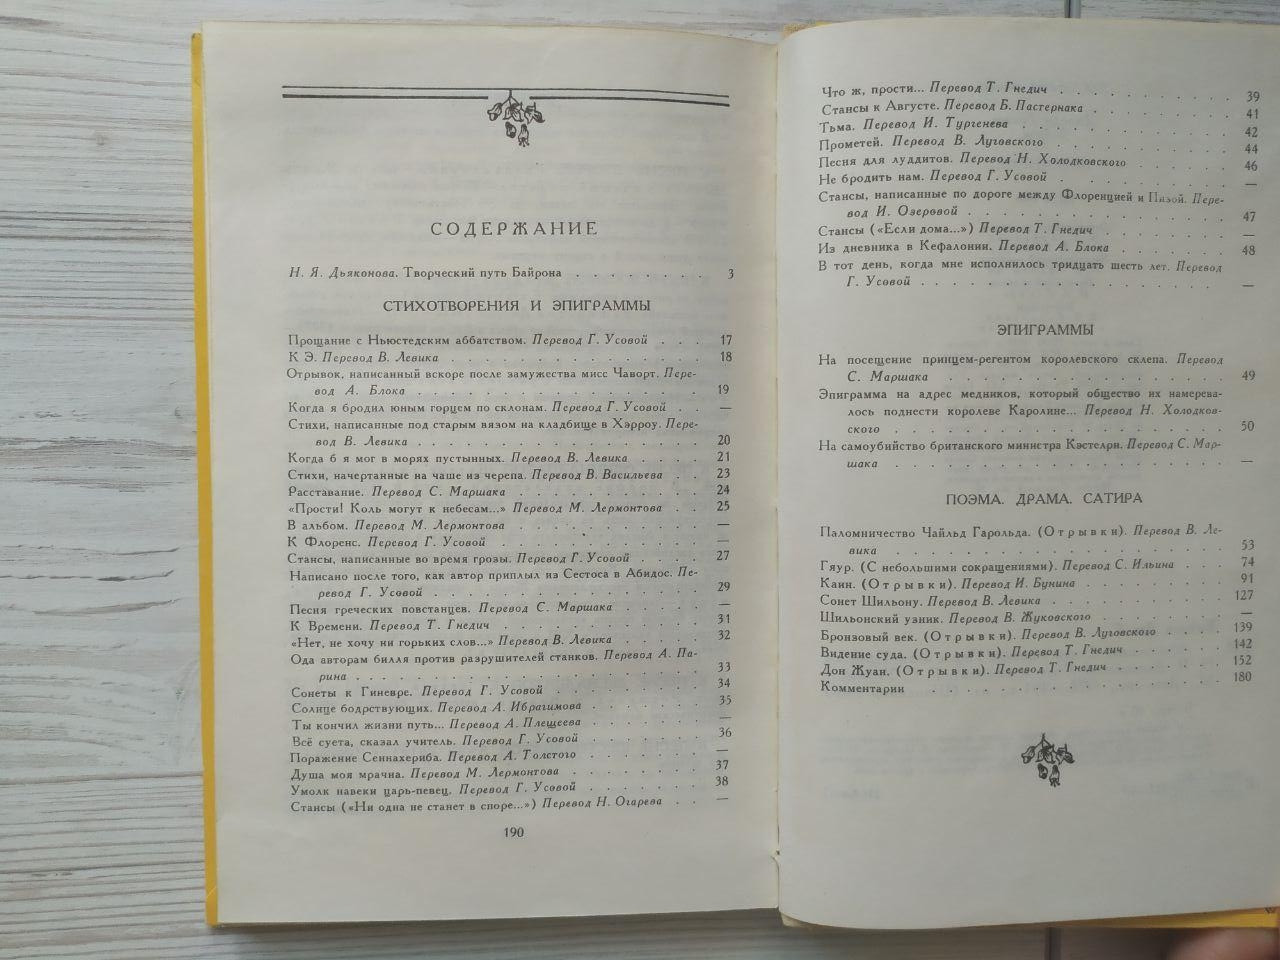 СОДЕРЖАНИЕ
Н. Я. Дьяконова. Творческий путь Байрона . . . . . . . . 3
СТИХОТВОРЕНИЯ И ЭПИГРАММЫ
Прощание с Ньюстедским аббатством. Перевод Г. Усовой . . . 17
К Э. Перевод В. Левика . . . . . . . . . . . . . . 18
Отрывок, написанный вскоре после замужества мисс Чаворт. Пере-
вод А. Блока . . . . . . . . . . . . . . . 19
Когда я бродил юным горцем по склонам. Перевод Г. Усовой . . —
Стихи, написанные под старым вязом на кладбище в Хэрроу. Пере-
вод В. Левика . . . . . . . . . . . . . . 20
Когда б я мог в морях пустынных. Перевод В. Левика . . . . 21
Стихи, начертанные на чаше из черепа. Перевод В. Васильева . . 23
Расставание. Перевод С. Маршака . . . . . . . . . . 24
«Прости! Коль могут к небесам...» Перевод М. Лермонтова . . 25
В альбом. Перевод М. Лермонтова . . . . . . . . . . —
К Флоренс. Перевод Г. Усовой . . . . . . . . . . . —
Стансы, написанные во время грозы. Перевод Г. Усовой . . . . 27
Написано после того, как автор приплыл из Сестоса в Абидос. Пе-
ревод Г. Усовой . . . . . . . . . . . . . 29
Песня греческих повстанцев. Перевод С. Маршака . . . . . —
К Времени. Перевод Т. Гнедич . . . . . . . . . . . 31
«Нет, не хочу ни горьких слов...» Перевод В. Левика . . . . . 32
Ода авторам билля против разрушителей станков. Перевод А. Па-
рина . . . . . . . . . . . . . . . . . 33
Сонеты к Гиневре. Перевод Г. Усовой . . . . . . . . 34
Солнце бодрствующих. Перевод А. Ибрагимова . . . . . . 35
Ты кончил жизни путь... Перевод А. Плещеева . . . . . . —
Всё суета, сказал учитель. Перевод Г. Усовой . . . . . . 36
Поражение Сеннахериба. Перевод А. Толстого . . . . . . —
Душа моя мрачна. Перевод М. Лермонтова . . . . . . . 37
Умолк навеки царь-певец. Перевод Г. Усовой . . . . . . 38
Стансы («Ни одна не станет в споре...») Перевод Н. Огарева . . —
190
Что ж, прости... Перевод Т. Гнедич . . . . . . . . . . 39
Стансы к Августе. Перевод Б. Пастернака . . . . . . . . 41
Тьма. Перевод И. Тургенева . . . . . . . . . . . . 42
Прометей. Перевод В. Луговского . . . . . . . . . . 44
Песня для луддитов. Перевод Н. Холодковского . . . . . 46
Не бродить нам. Перевод Г. Усовой . . . . . . . . . —
Стансы, написанные по дороге между Флоренцией и Пизой. Пере-
вод И. Озеровой . . . . . . . . . . . . . 47
Стансы («Если дома...») Перевод Т. Гнедич . . . . . . . —
Из дневника в Кефалонии. Перевод А. Блока . . . . . . 48
В тот день, когда мне исполнилось тридцать шесть лет. Перевод
Г. Усовой . . . . . . . . . . . . . . . —
ЭПИГРАММЫ
На посещение принцем-регентом королевского склепа. Перевод
С. Маршака . . . . . . . . . . . . . . . 49
Эпиграмма на адрес медников, который общество их намерева-
лось поднести королеве Каролине... Перевод Н. Холодков-
ского . . . . . . . . . . . . . . . . . 50
На самоубийство британского министра Кэстелри. Перевод С. Мар-
шака . . . . . . . . . . . . . . . . . —
ПОЭМА. ДРАМА. САТИРА
Паломничество Чайльд Гарольда. (Отрывки). Перевод В. Ле-
вика . . . . . . . . . . . . . . . . . 53
Гяур. (С небольшими сокращениями). Перевод С. Ильина . . . 74
Каин. (Отрывки). Перевод И. Бунина . . . . . . . . 91
Сонет Шильону. Перевод В. Левика . . . . . . . . . 127
Шильонский узник. Перевод В. Жуковского . . . . . . —
Бронзовый век. (Отрывки). Перевод В. Луговского . . . . 139
Видение суда. (Отрывки). Перевод Т. Гнедич . . . . . . 142
Дон Жуан. (Отрывки). Перевод Т. Гнедич . . . . . . . 152
Комментарии . . . . . . . . . . . . . . . 180